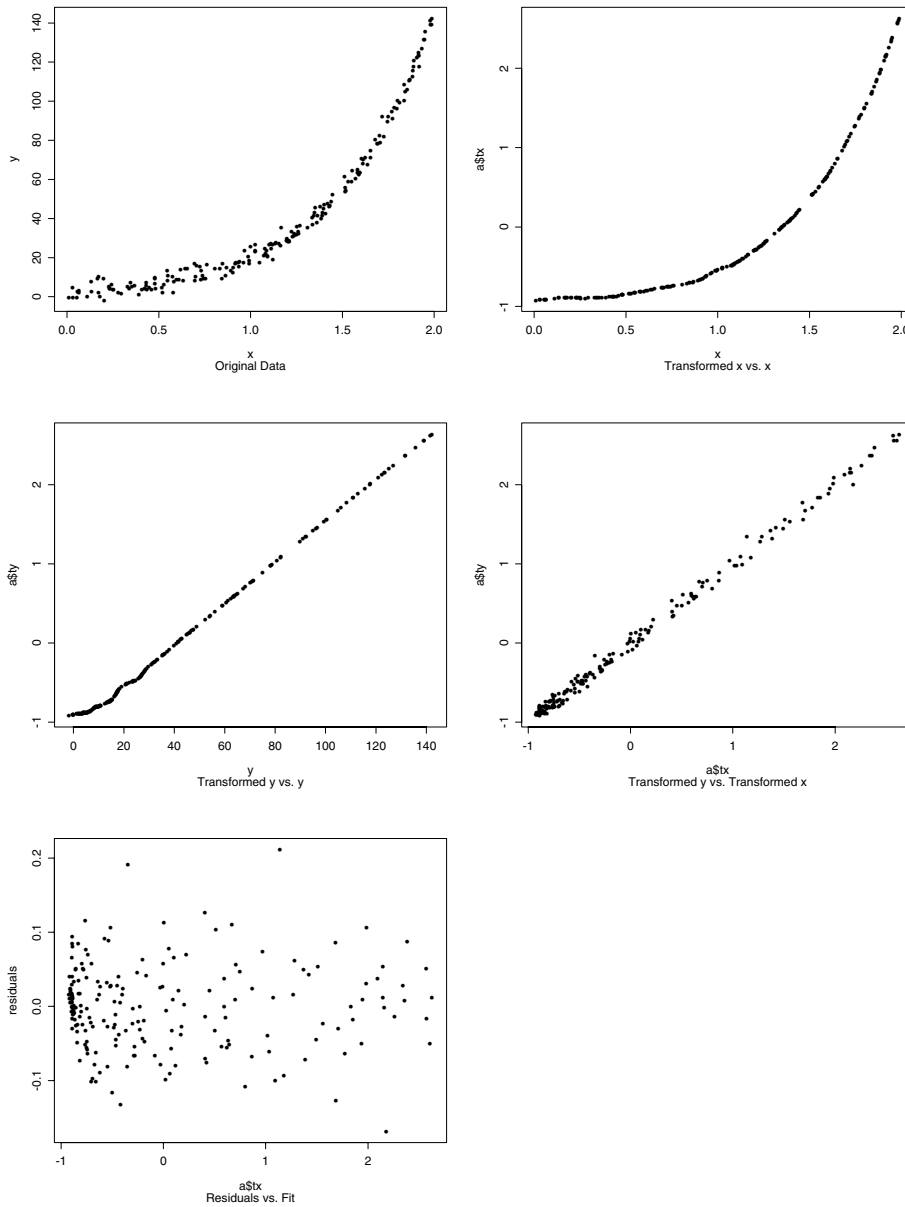 y
0 20 40 60 80 100 120 140
0.0 0.5 1.0 1.5 2.0
x
Original Data
a$tx
-1 0 1 2
0.0 0.5 1.0 1.5 2.0
x
Transformed x vs. x
a$ty
-1 0 1 2
0 20 40 60 80 100 120 140
y
Transformed y vs. y
a$ty
-1 0 1 2
-1 0 1 2
a$tx
Transformed y vs. Transformed x
residuals
-0.1 0.0 0.1 0.2
-1 0 1 2
a$tx
Residuals vs. Fit